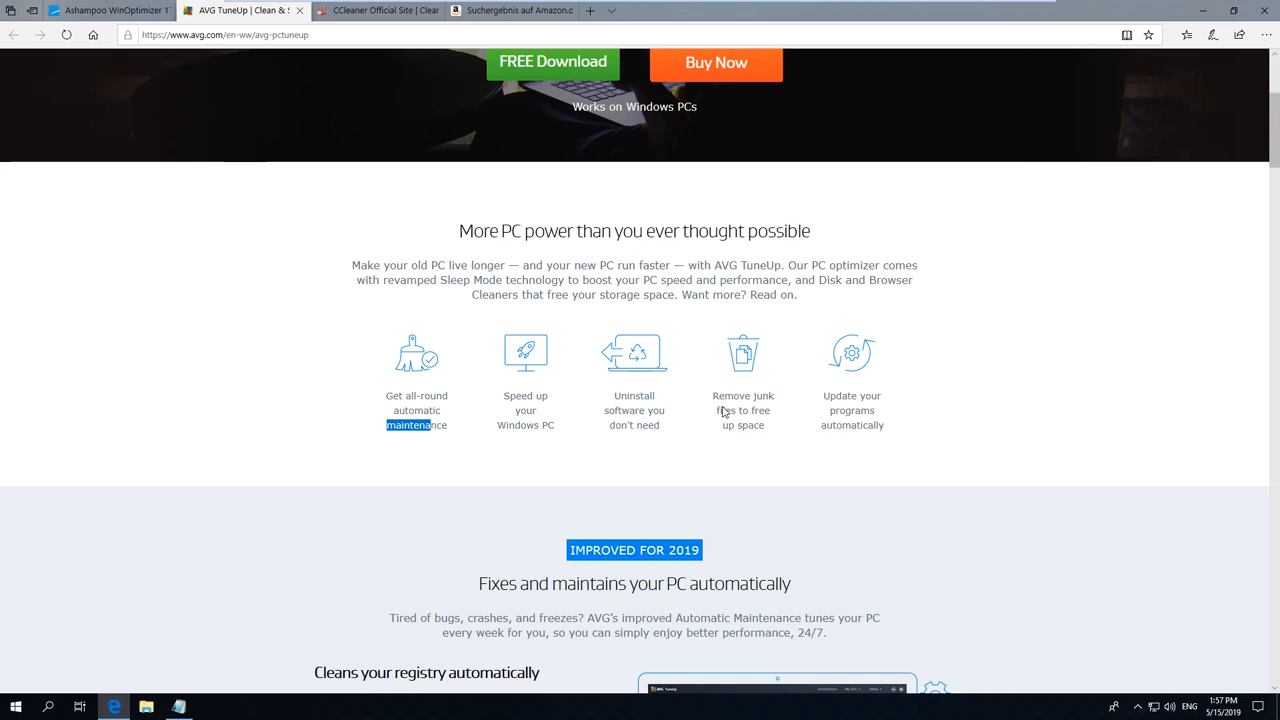 Ashampoo WinOptimizer 17
AVG TuneUp | Clean & S
CCleaner Official Site | Clean
Suchergebnis auf Amazon.d
https://www.avg.com/en-ww/avg-pctuneup
FREE Download
Buy Now
Works on Windows PCs
More PC power than you ever thought possible
Make your old PC live longer — and your new PC run faster — with AVG TuneUp. Our PC optimizer comes
with revamped Sleep Mode technology to boost your PC speed and performance, and Disk and Browser
Cleaners that free your storage space. Want more? Read on.
Get all-round
automatic
maintenance
Speed up
your
Windows PC
Uninstall
software you
don't need
Remove junk
files to free
up space
Update your
programs
automatically
IMPROVED FOR 2019
Fixes and maintains your PC automatically
Tired of bugs, crashes, and freezes? AVG's improved Automatic Maintenance tunes your PC
every week for you, so you can simply enjoy better performance, 24/7.
Cleans your registry automatically
AVG TuneUp
ENG
1:57 PM
5/15/2019